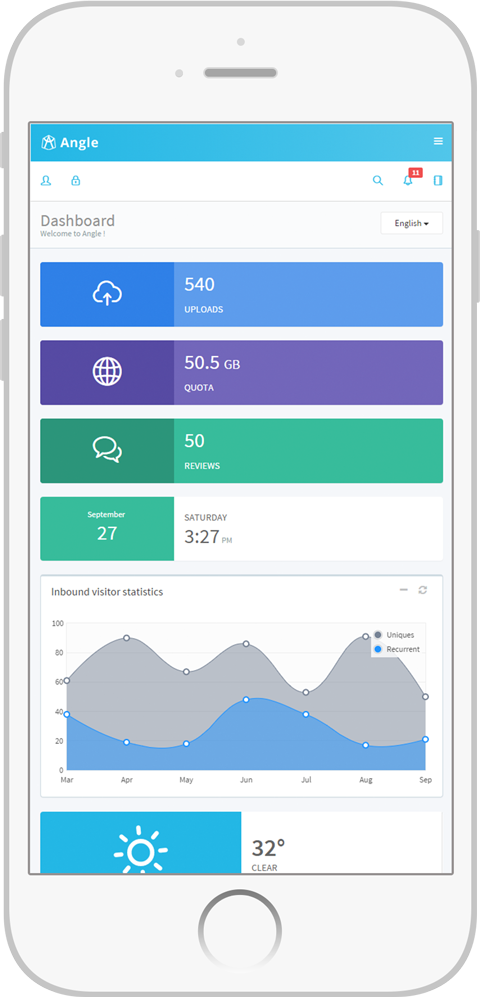 Angle
11
Dashboard
Welcome to Angle !
English
540
UPLOADS
50.5 GB
QUOTA
50
REVIEWS
September
27
SATURDAY
3:27 PM
Inbound visitor statistics
Uniques
Recurrent
100
80
60
40
20
0
Mar Apr May Jun Jul Aug Sep
32°
CLEAR